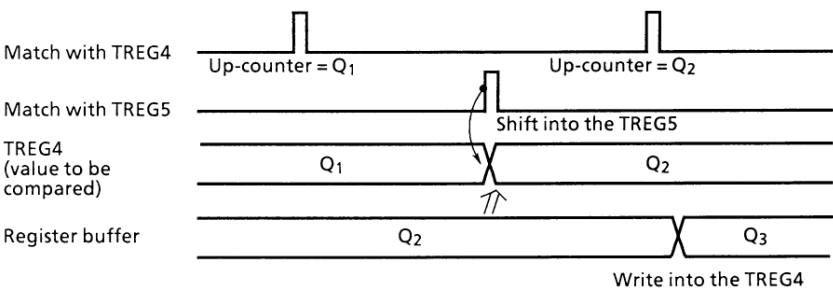 Match with TREG4
Up-counter = Q1
Up-counter = Q2
Match with TREG5
Shift into the TREG5
TREG4
(value to be
compared)
Q1
Q2
Register buffer
Q2
Q3
Write into the TREG4